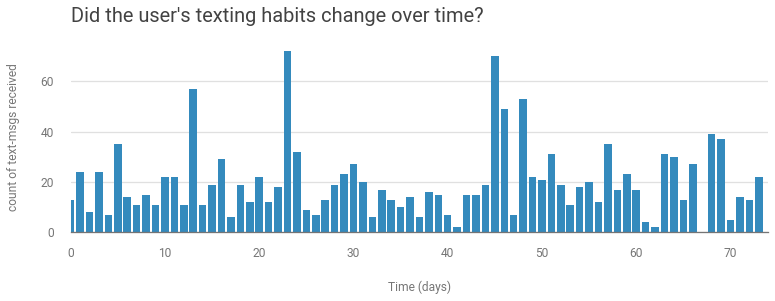 Did the user's texting habits change over time?
count of text-msgs received
60
40
20
0
0 10 20 30 40 50 60 70
Time (days)